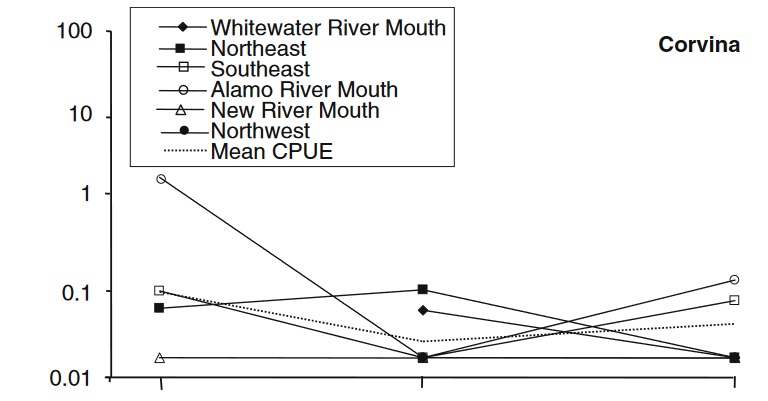 100
Whitewater River Mouth
Corvina
Northeast
Southeast
Alamo River Mouth
10
New River Mouth
Northwest
Mean CPUE
1
0.1
0.01